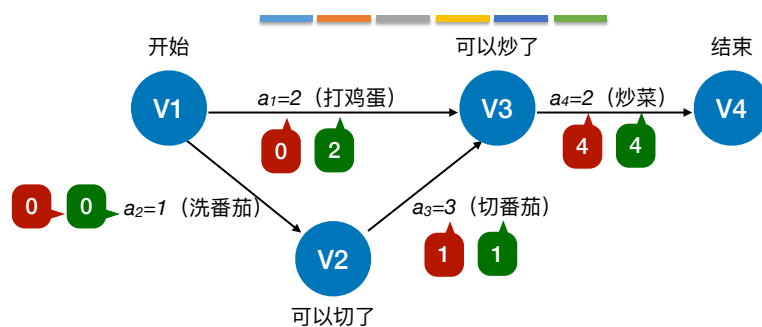 开始
可以炒了
结束
V1
a1=2（打鸡蛋）
V3
a4=2（炒菜）
V4
0
2
4
4
0
0
a2=1（洗番茄）
a3=3（切番茄）
V2
1
1
可以切了